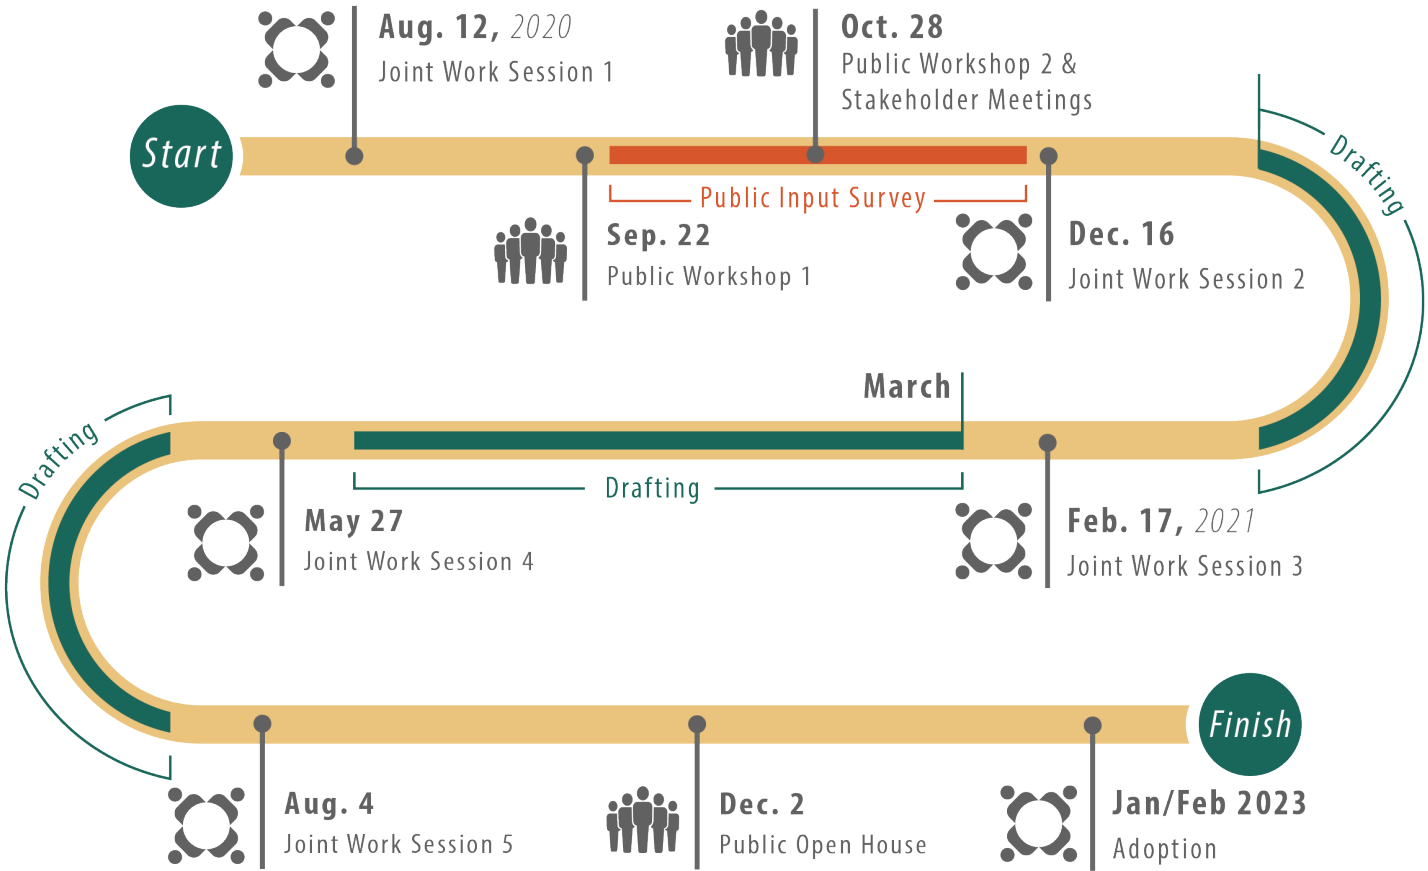 Start
Aug. 12, 2020
Joint Work Session 1
Oct. 28
Public Workshop 2 &
Stakeholder Meetings
Public Input Survey
Sep. 22
Public Workshop 1
Dec. 16
Joint Work Session 2
Drafting
March
Feb. 17, 2021
Joint Work Session 3
Drafting
May 27
Joint Work Session 4
Drafting
Aug. 4
Joint Work Session 5
Dec. 2
Public Open House
Jan/Feb 2023
Adoption
Finish